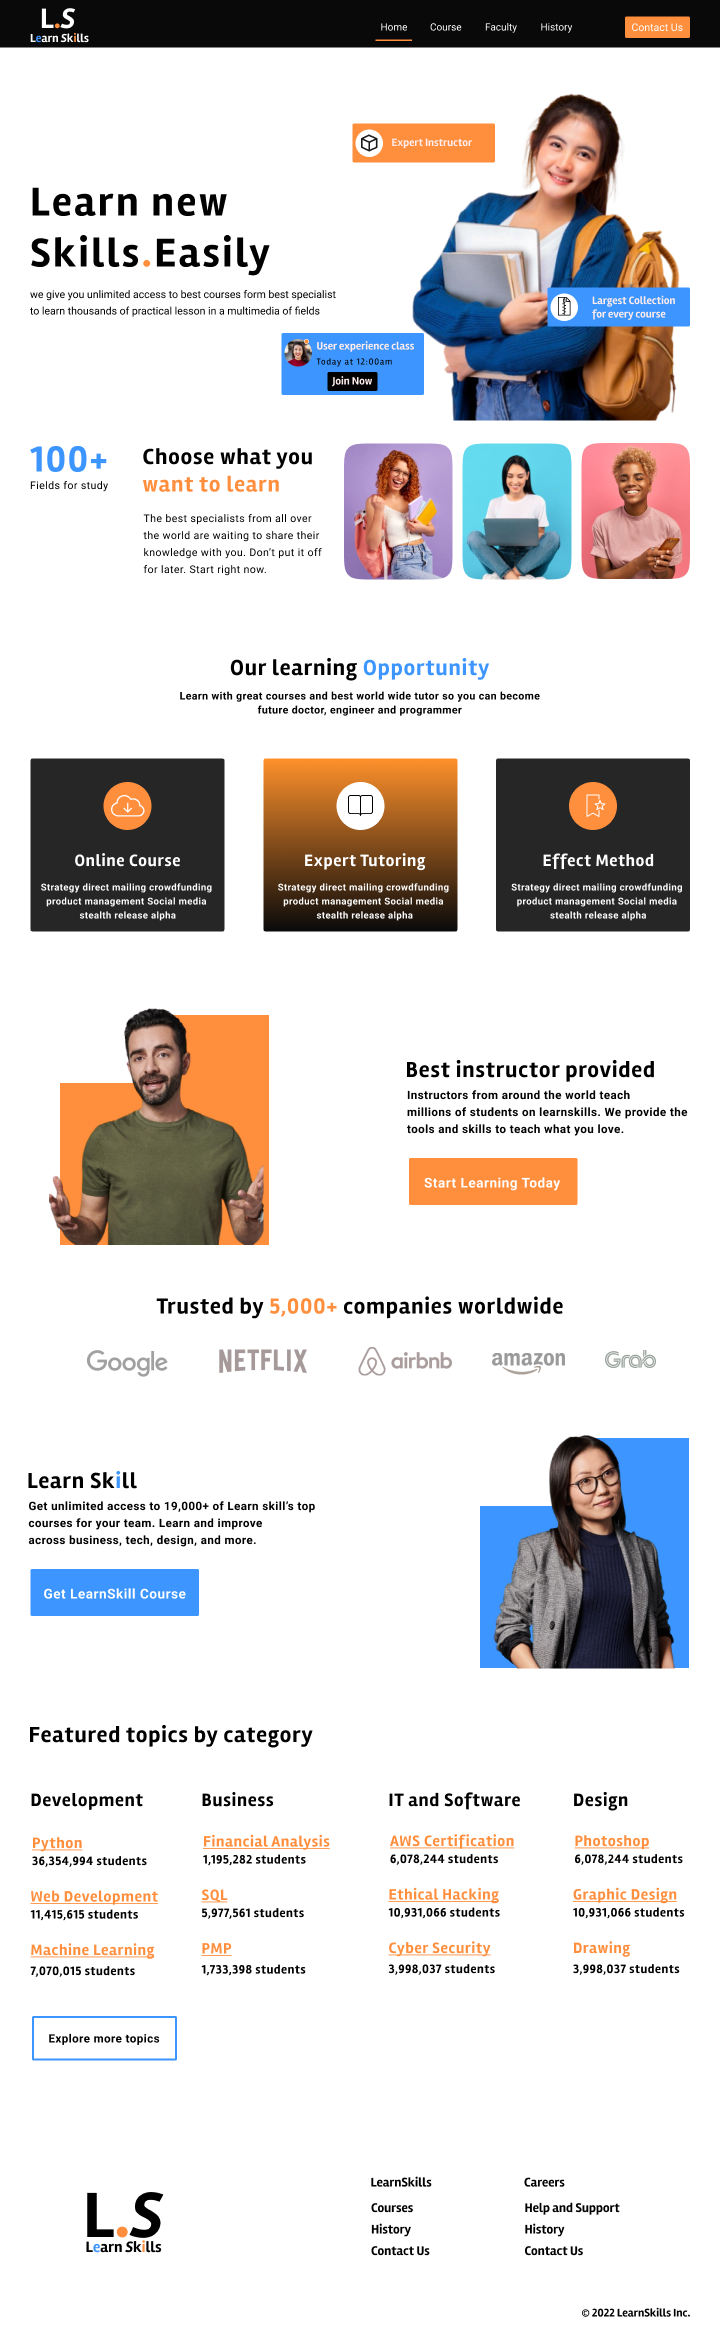 L.S
Learn Skills
Home
Course
Faculty
History
Contact Us
Expert Instructor
Learn new
Skills.Easily
we give you unlimited access to best courses form best specialist
to learn thousands of practical lesson in a multimedia of fields
Largest Collection
for every course
User experience class
Today at 12:00am
Join Now
100+
Fields for study
Choose what you
want to learn
The best specialists from all over
the world are waiting to share their
knowledge with you. Don't put it off
for later. Start right now.
Our learning Opportunity
Learn with great courses and best world wide tutor so you can become
future doctor, engineer and programmer
Online Course
Strategy direct mailing crowdfunding
product management Social media
stealth release alpha
Expert Tutoring
Strategy direct mailing crowdfunding
product management Social media
stealth release alpha
Effect Method
Strategy direct mailing crowdfunding
product management Social media
stealth release alpha
Best instructor provided
Instructors from around the world teach
millions of students on learnskills. We provide the
tools and skills to teach what you love.
Start Learning Today
Trusted by 5,000+ companies worldwide
Google
NETFLIX
airbnb
amazon
Grab
Learn Skill
Get unlimited access to 19,000+ of Learn skill's top
courses for your team. Learn and improve
across business, tech, design, and more.
Get LearnSkill Course
Featured topics by category
Development
Python
36,354,994 students
Web Development
11,415,615 students
Machine Learning
7,070,015 students
Business
Financial Analysis
1,195,282 students
SQL
5,977,561 students
PMP
1,733,398 students
IT and Software
AWS Certification
6,078,244 students
Ethical Hacking
10,931,066 students
Cyber Security
3,998,037 students
Design
Photoshop
6,078,244 students
Graphic Design
10,931,066 students
Drawing
3,998,037 students
Explore more topics
L.S
Learn Skills
LearnSkills
Courses
History
Contact Us
Careers
Help and Support
History
Contact Us
© 2022 LearnSkills Inc.